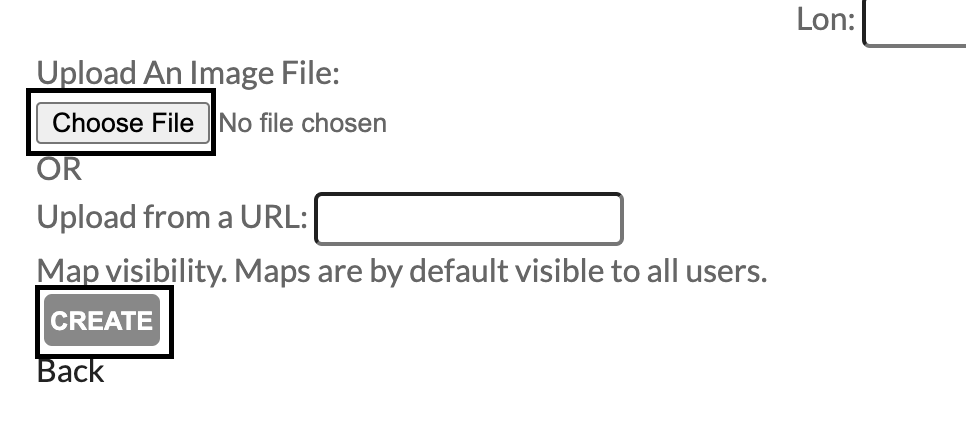 Lon:
Upload An Image File:
Choose File No file chosen
OR
Upload from a URL:
Map visibility. Maps are by default visible to all users.
CREATE
Back